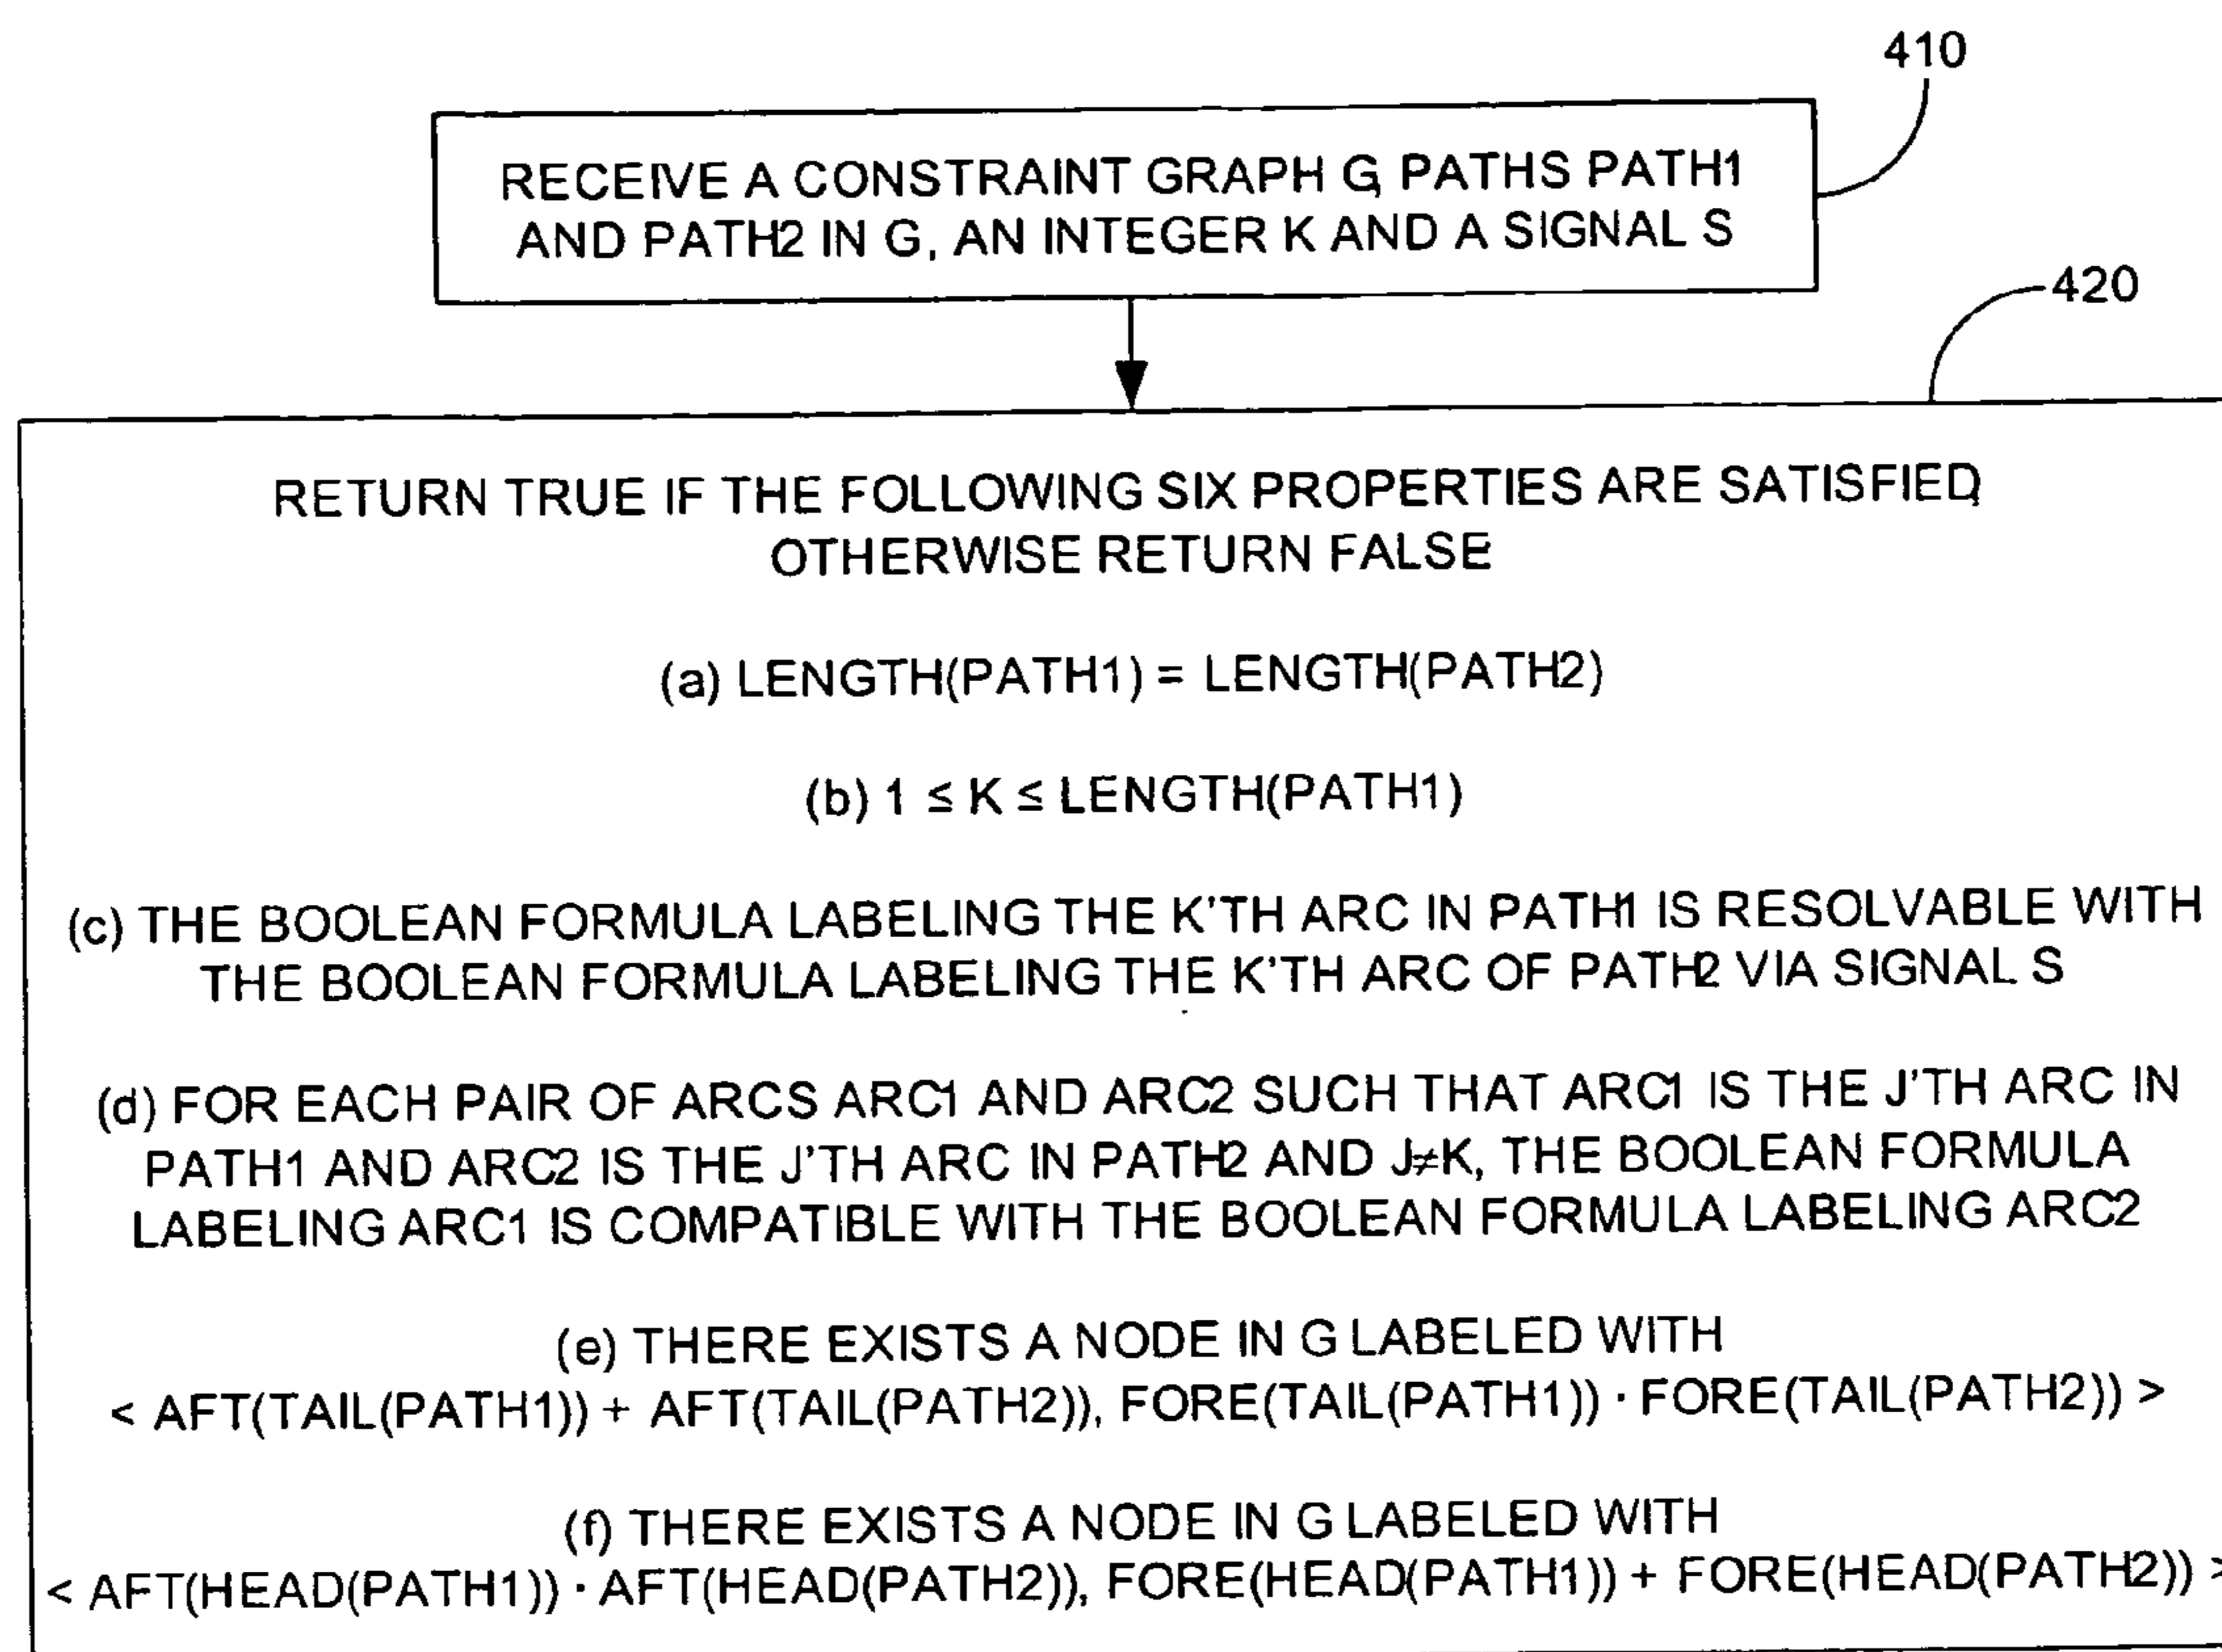 410
RECEIVE A CONSTRAINT GRAPH G, PATHS PATH1
AND PATH2 IN G, AN INTEGER K AND A SIGNAL S
420
RETURN TRUE IF THE FOLLOWING SIX PROPERTIES ARE SATISFIED,
OTHERWISE RETURN FALSE
(a) LENGTH(PATH1) = LENGTH(PATH2)
(b) 1 ≤ K ≤ LENGTH(PATH1)
(c) THE BOOLEAN FORMULA LABELING THE K'TH ARC IN PATH1 IS RESOLVABLE WITH
THE BOOLEAN FORMULA LABELING THE K'TH ARC OF PATH2 VIA SIGNAL S
(d) FOR EACH PAIR OF ARCS ARC1 AND ARC2 SUCH THAT ARC1 IS THE J'TH ARC IN
PATH1 AND ARC2 IS THE J'TH ARC IN PATH2 AND J≠K, THE BOOLEAN FORMULA
LABELING ARC1 IS COMPATIBLE WITH THE BOOLEAN FORMULA LABELING ARC2
(e) THERE EXISTS A NODE IN G LABELED WITH
< AFT(TAIL(PATH1)) + AFT(TAIL(PATH2)), FORE(TAIL(PATH1)) · FORE(TAIL(PATH2)) >
(f) THERE EXISTS A NODE IN G LABELED WITH
< AFT(HEAD(PATH1)) · AFT(HEAD(PATH2)), FORE(HEAD(PATH1)) + FORE(HEAD(PATH2)) >